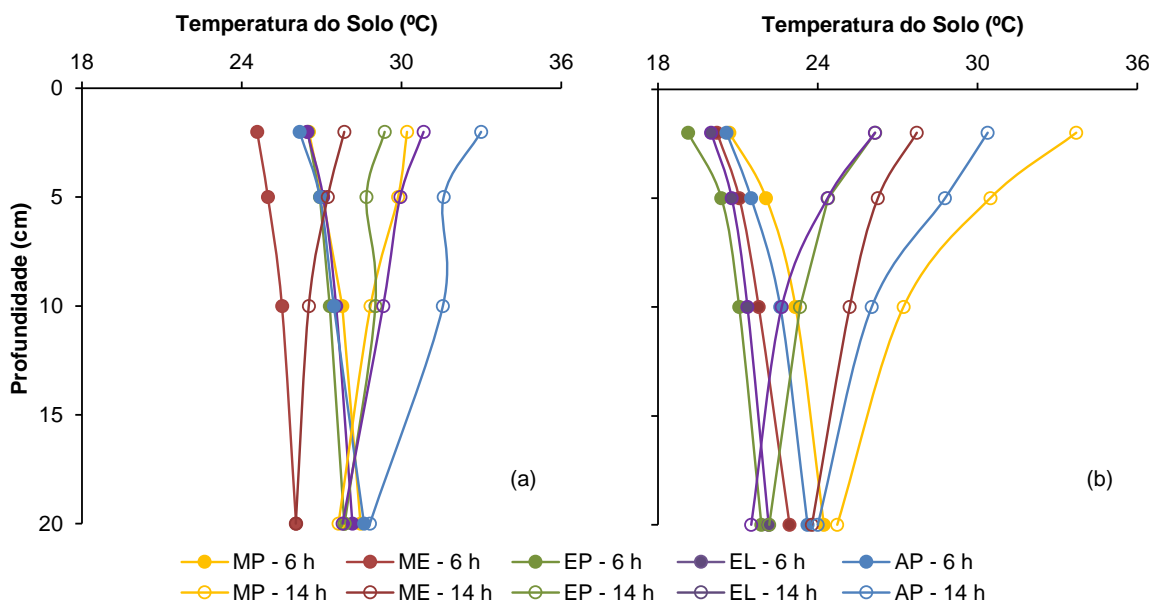 Temperatura do Solo (ºC)
18 24 30 36
Temperatura do Solo (ºC)
18 24 30 36
Profundidade (cm)
0
5
10
15
20
(a)
(b)
MP - 6 h ME - 6 h EP - 6 h EL - 6 h AP - 6 h
MP - 14 h ME - 14 h EP - 14 h EL - 14 h AP - 14 h